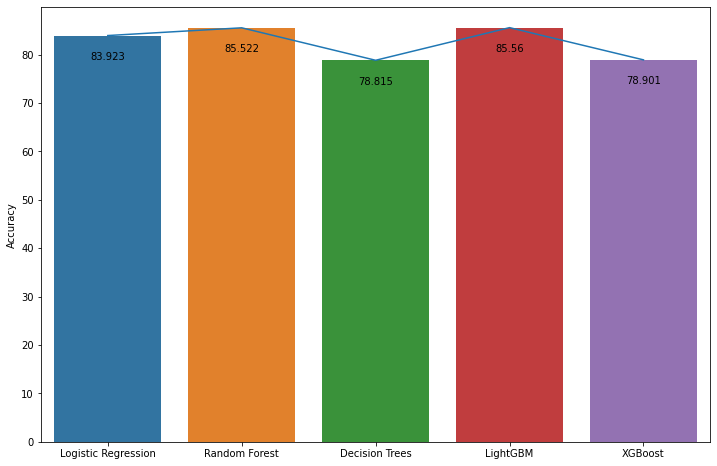 Accuracy
80
70
60
50
40
30
20
10
0
83.923
85.522
78.815
85.56
78.901
Logistic Regression
Random Forest
Decision Trees
LightGBM
XGBoost